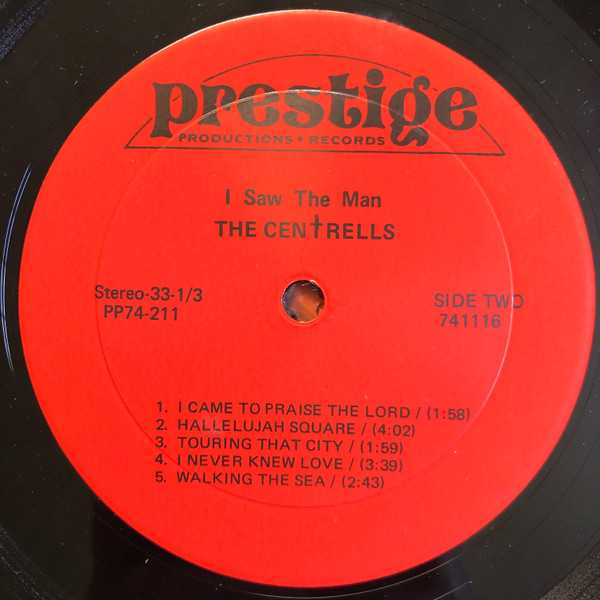 prestige
PRODUCTIONS • RECORDS
I Saw The Man
THE CEN✝RELLS
Stereo-33-1/3
PP74-211
SIDE TWO
741116
1. I CAME TO PRAISE THE LORD / (1:58)
2. HALLELUJAH SQUARE / (4:02)
3. TOURING THAT CITY / (1:59)
4. I NEVER KNEW LOVE / (3:39)
5. WALKING THE SEA / (2:43)